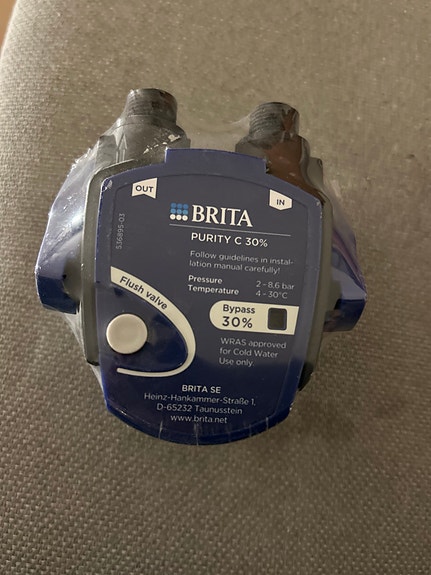 OUT
IN
BRITA
PURITY C 30%
Follow guidelines in instal-
lation manual carefully!
Pressure 2 - 8,6 bar
Temperature 4 - 30°C
Flush valve
Bypass
30%
WRAS approved
for Cold Water
Use only.
BRITA SE
Heinz-Hankammer-Straße 1,
D-65232 Taunusstein
www.brita.net
536895-03